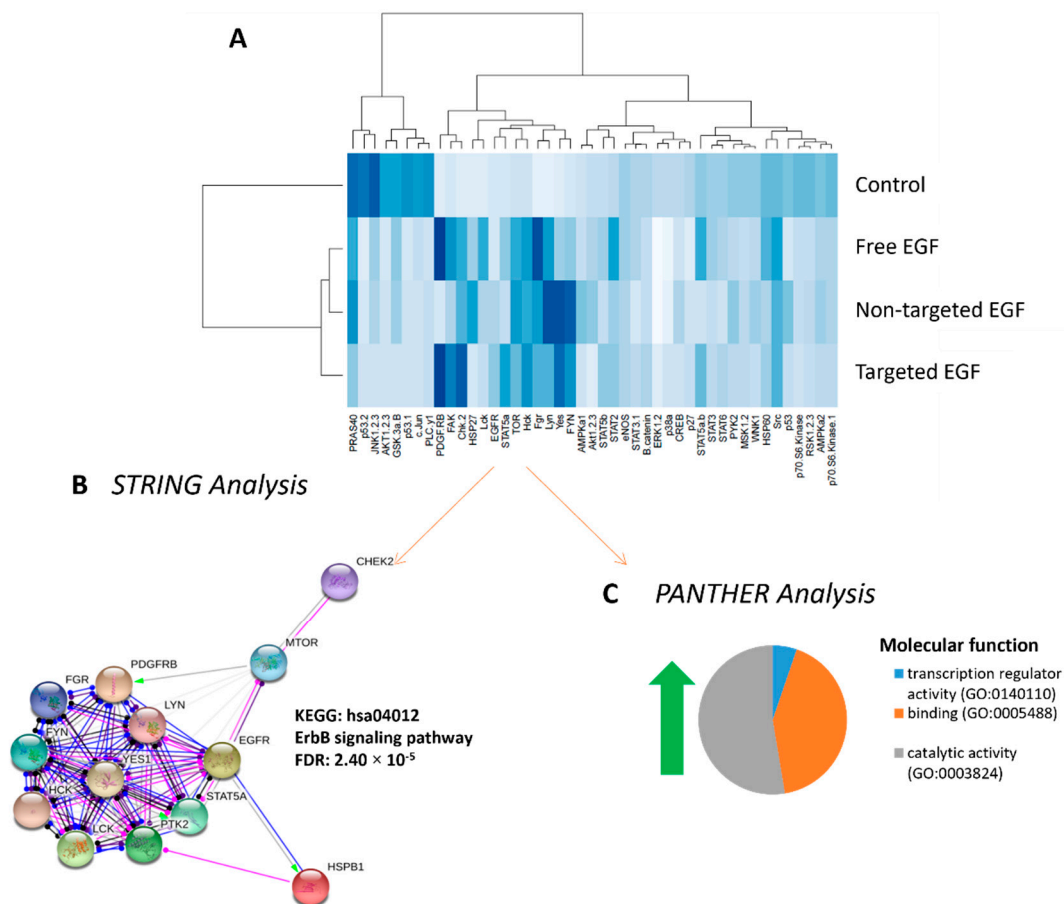 A
Control
Free EGF
Non-targeted EGF
Targeted EGF
PRAS40
p53.2
JNK1.2.3
AKT1.2.3
GSK.3a.B
p53.1
c.Jun
PLC.y1
PDGF.RB
FAK
Chk.2
HSP27
Lck
EGFR
STAT5a
TOR
Hck
Fgr
Lyn
Yes
FYN
AMPKa1
Akt1.2.3
STAT5b
STAT2
eNOS
STAT3.1
B.catenin
ERK1.2
p38a
CREB
p27
STAT5a.b
STAT3
STAT6
PYK2
MSK1.2
WNK1
HSP60
Src
p53
p70.S6.Kinase
RSK1.2.3
AMPKa2
p70.S6.Kinase.1
B STRING Analysis
CHEK2
MTOR
PDGFRB
FGR
LYN
FYN
EGFR
YES1
STAT5A
HCK
PTK2
LCK
HSPB1
KEGG: hsa04012
ErbB signaling pathway
FDR: 2.40 × 10-5
C PANTHER Analysis
Molecular function
transcription regulator
activity (GO:0140110)
binding (GO:0005488)
catalytic activity
(GO:0003824)